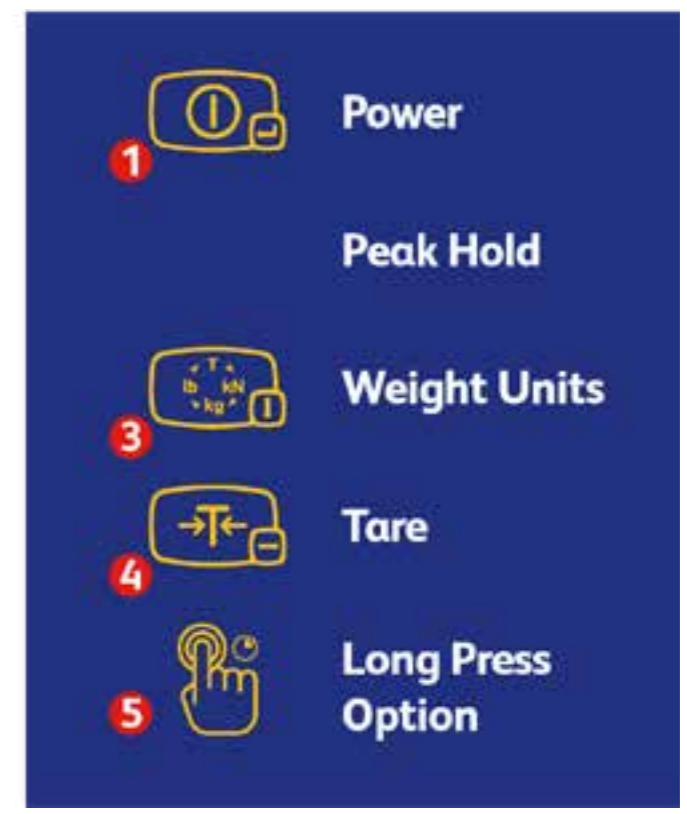 1 Power
Peak Hold
T
lb kN
kg
3 Weight Units
T
4 Tare
Long Press
5 Option